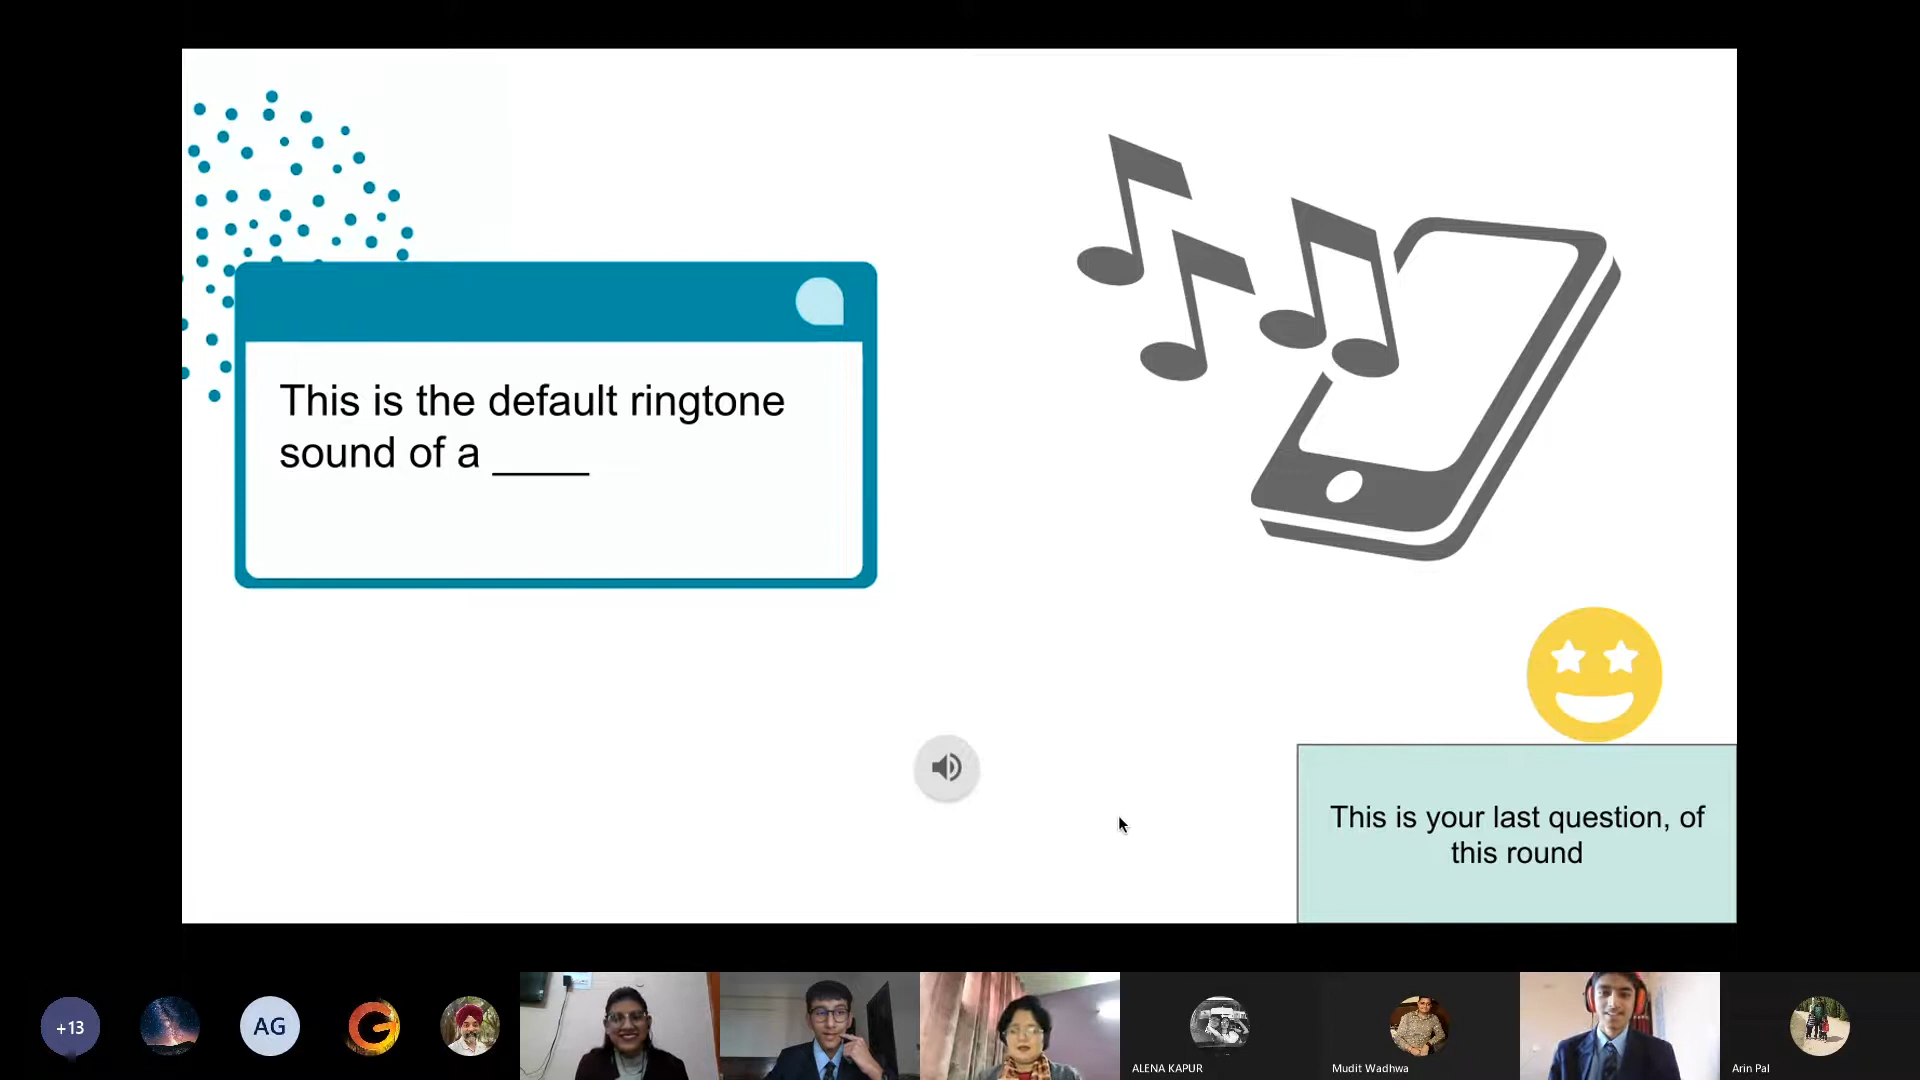 This is the default ringtone
sound of a ____
This is your last question, of
this round
+13
AG
ALENA KAPUR
Mudit Wadhwa
Arin Pal